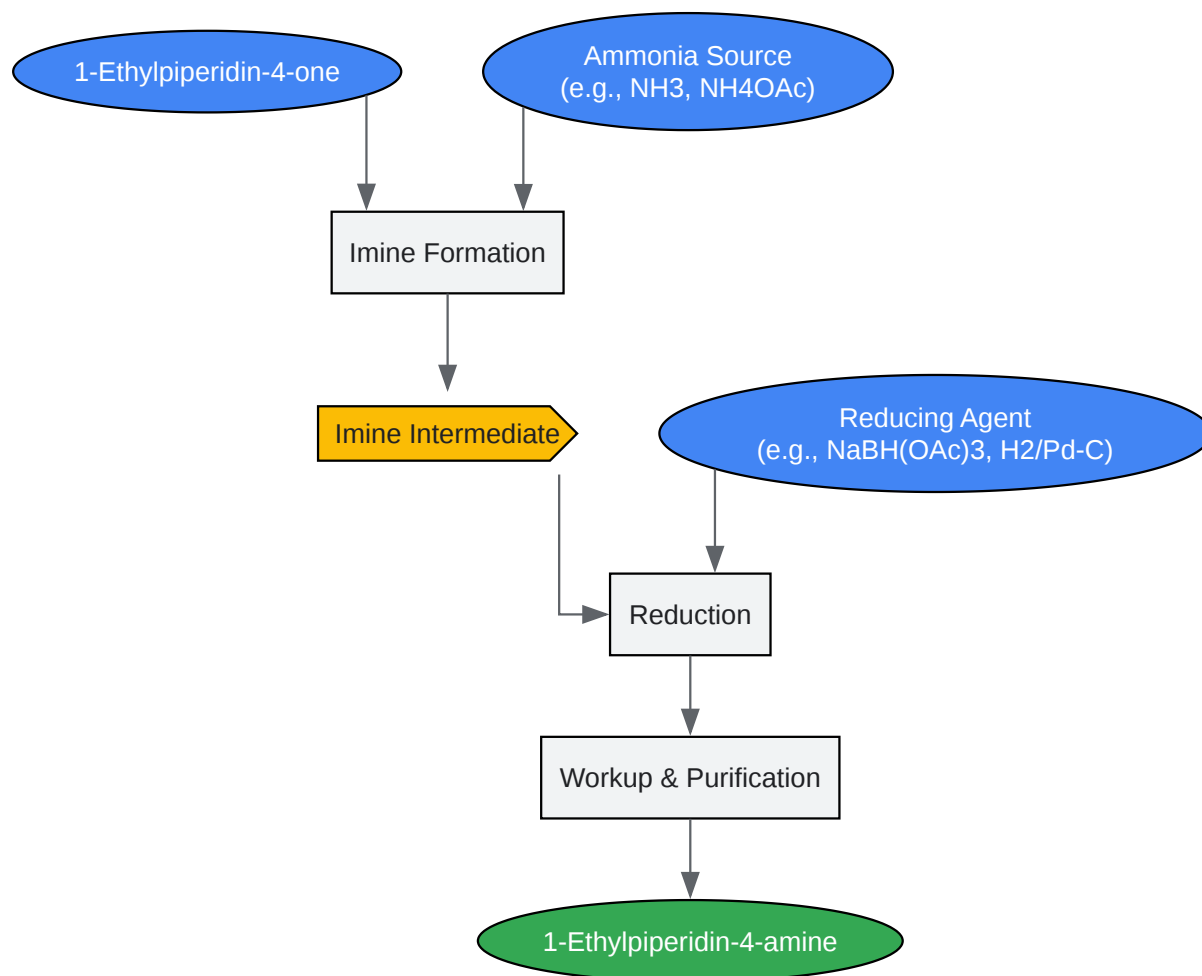 1-Ethylpiperidin-4-one
Ammonia Source
(e.g., NH3, NH4OAc)
Imine Formation
Imine Intermediate
Reducing Agent
(e.g., NaBH(OAc)3, H2/Pd-C)
Reduction
Workup & Purification
1-Ethylpiperidin-4-amine